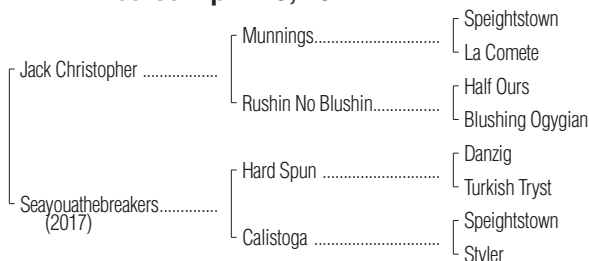 Speightstown
Munnings
La Comete
Jack Christopher
Half Ours
Rushin No Blushin
Blushing Ogygian
Danzig
Hard Spun
Turkish Tryst
Seayouathebreakers
(2017)
Speightstown
Calistoga
Styler